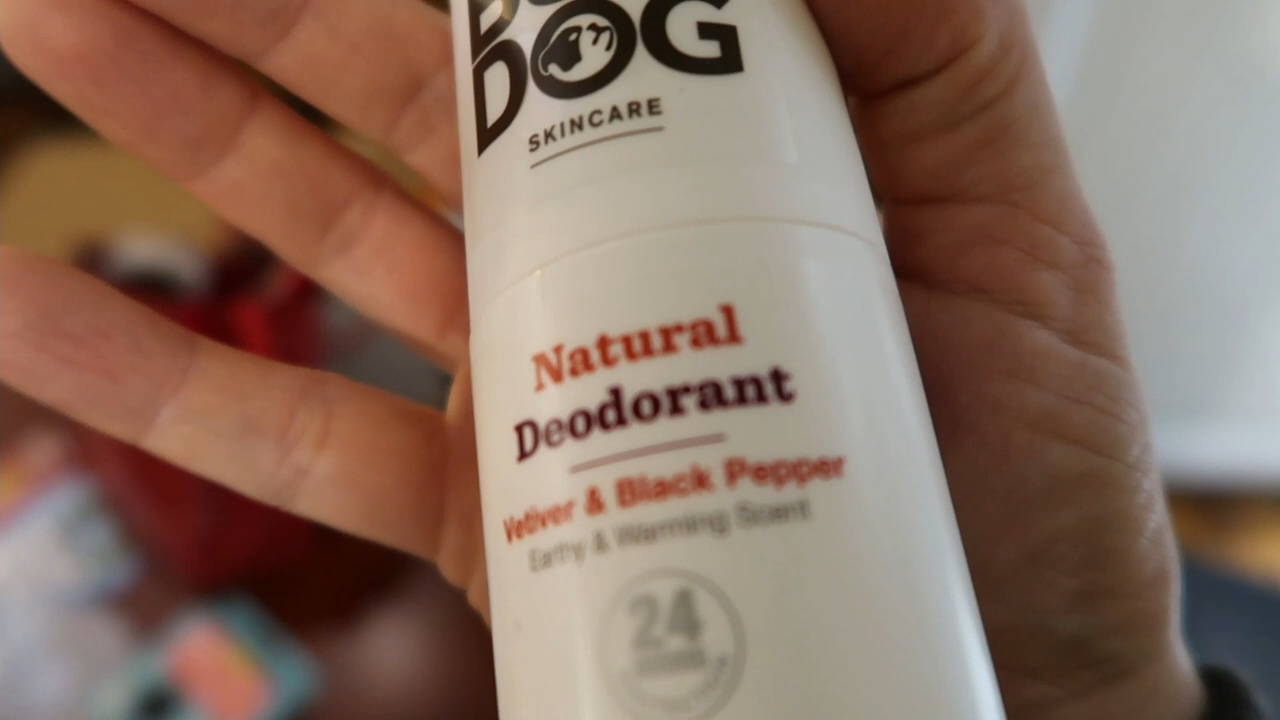 DOG
SKINCARE
Natural
Deodorant
Vetiver & Black Pepper
Earthy & Warming Scent
24